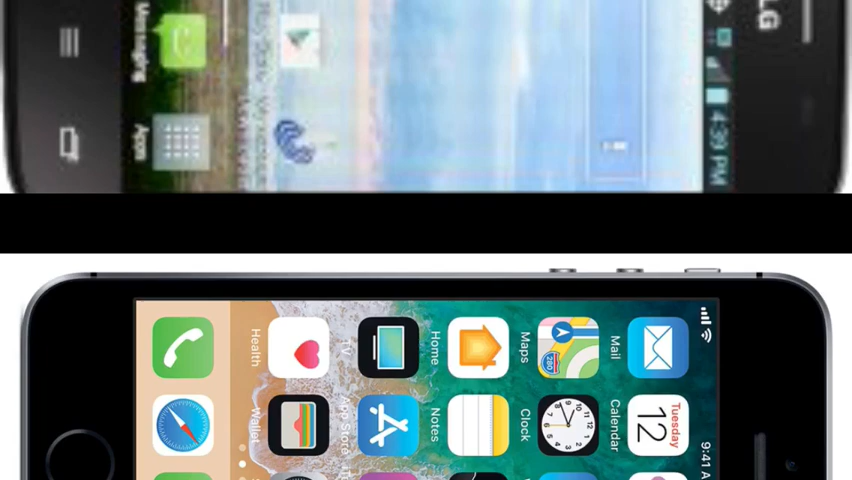 LG
4:39 PM
Messaging
Apps
9:41 A
Mail
Maps
Home
TV
Health
280
Tuesday
12
Calendar
Clock
Notes
App Store
Wallet